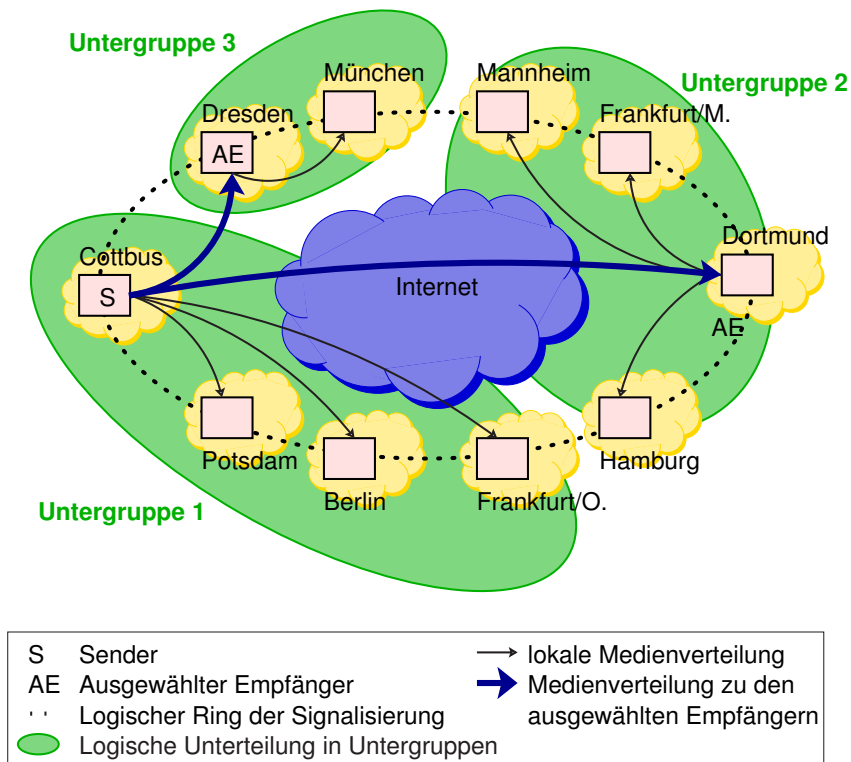 Untergruppe 3
München
Mannheim
Untergruppe 2
Dresden
Frankfurt/M.
AE
Cottbus
Dortmund
S
Internet
AE
Potsdam
Hamburg
Berlin
Frankfurt/O.
Untergruppe 1
S Sender
AE Ausgewählter Empfänger
Logischer Ring der Signalisierung
Logische Unterteilung in Untergruppen
lokale Medienverteilung
Medienverteilung zu den
ausgewählten Empfängern